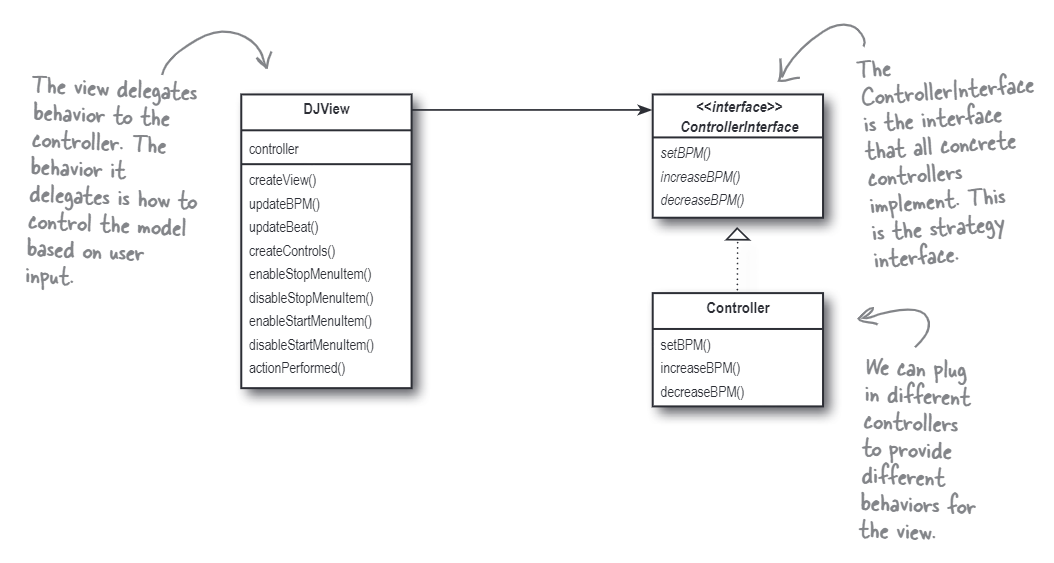 The view delegates
behavior to the
controller. The
behavior it
delegates is how to
control the model
based on user
input.
DJView
controller
createView()
updateBPM()
updateBeat()
createControls()
enableStopMenuItem()
disableStopMenuItem()
enableStartMenuItem()
disableStartMenuItem()
actionPerformed()
<<interface>>
ControllerInterface
setBPM()
increaseBPM()
decreaseBPM()
The
ControllerInterface
is the interface
that all concrete
controllers
implement. This
is the strategy
interface.
Controller
setBPM()
increaseBPM()
decreaseBPM()
We can plug
in different
controllers
to provide
different
behaviors for
the view.